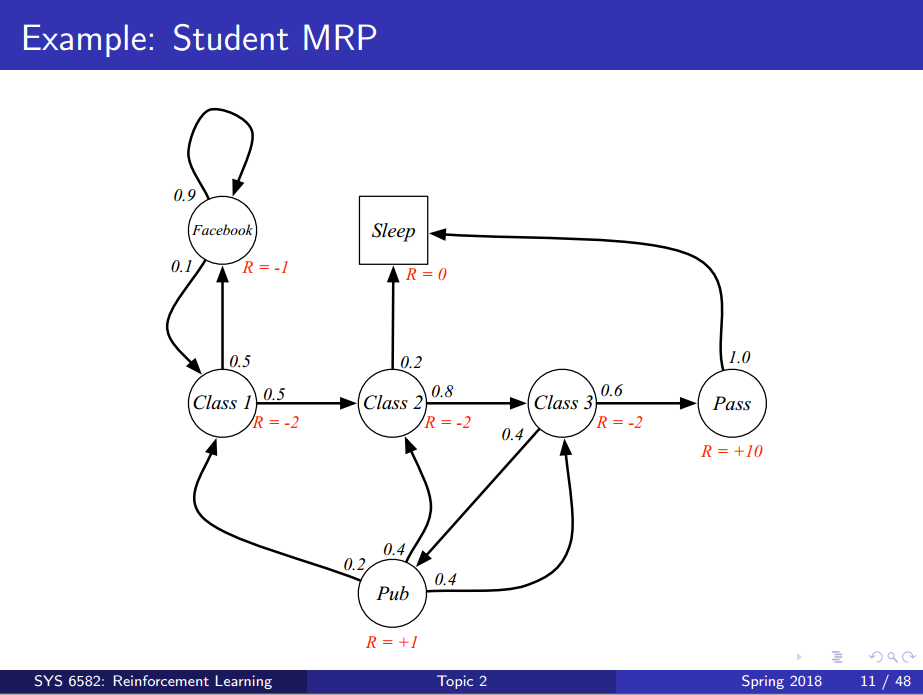 Example: Student MRP
0.9
Facebook
Sleep
0.1
R = -1
R = 0
0.5
0.2
1.0
Class 1
0.5
Class 2
0.8
Class 3
0.6
Pass
R = -2
R = -2
R = -2
0.4
R = +10
0.4
0.2
0.4
Pub
R = +1
SYS 6582: Reinforcement Learning
Topic 2
Spring 2018
11 / 48